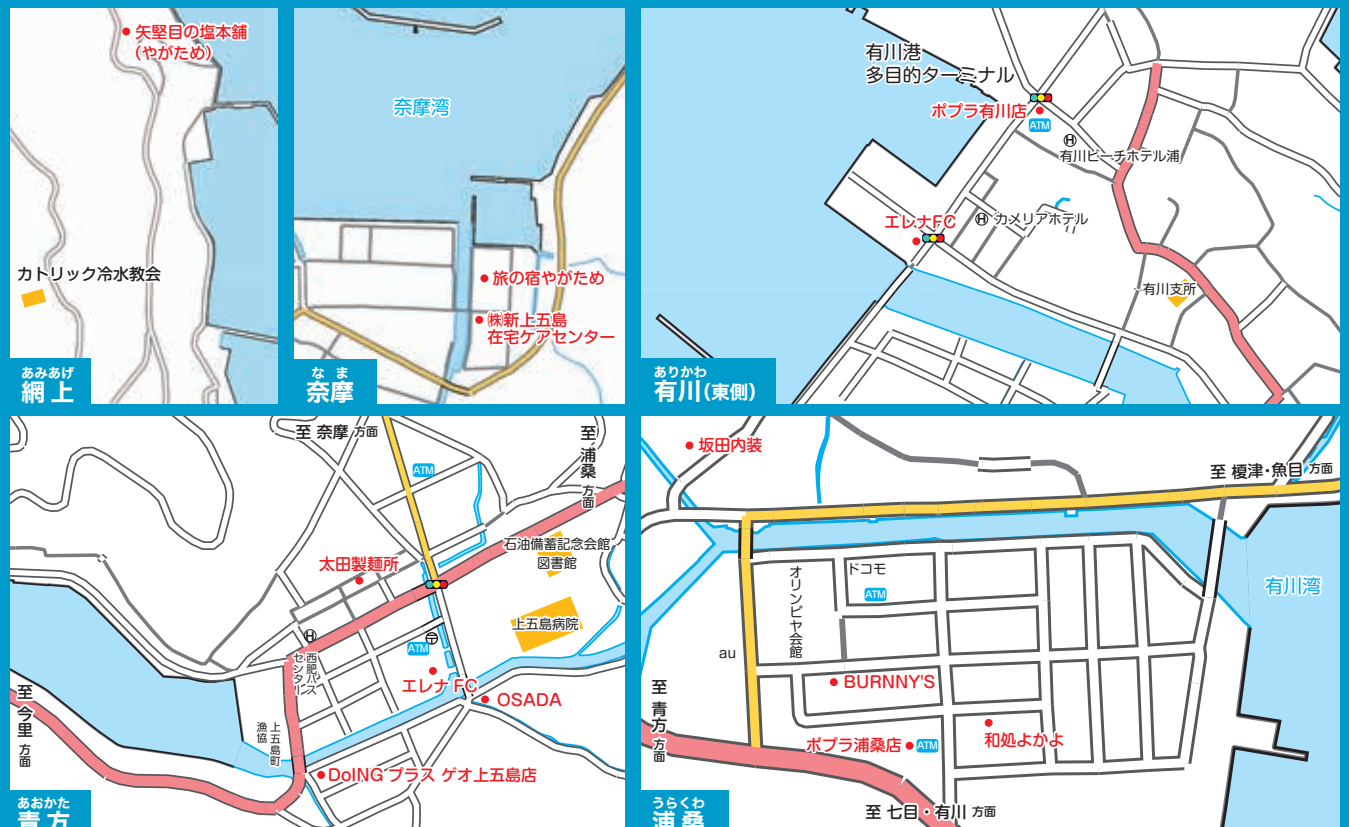 矢堅目の塩本舗
(やがため)
カトリック冷水教会
あみあげ
網上
奈摩湾
旅の宿やがため
㈱新上五島
在宅ケアセンター
なま
奈摩
有川港
多目的ターミナル
ポプラ有川店
ATM
H
有川ビーチホテル浦
エレナFC
H カメリアホテル
有川支所
ありかわ
有川(東側)
至 奈摩 方面
至 浦桑 方面
ATM
太田製麺所
石油備蓄記念会館
図書館
上五島病院
H
西肥バス
センター
〒
ATM
エレナ FC
OSADA
至 今里 方面
上五島町
漁協
DoING プラス ゲオ上五島店
あおかた
青方
坂田内装
至 榎津・魚目 方面
オリンピヤ会館
ドコモ
ATM
有川湾
au
BURNNY'S
至 青方 方面
和処よかよ
ポプラ浦桑店
ATM
至 七目・有川 方面
うらくわ
浦桑